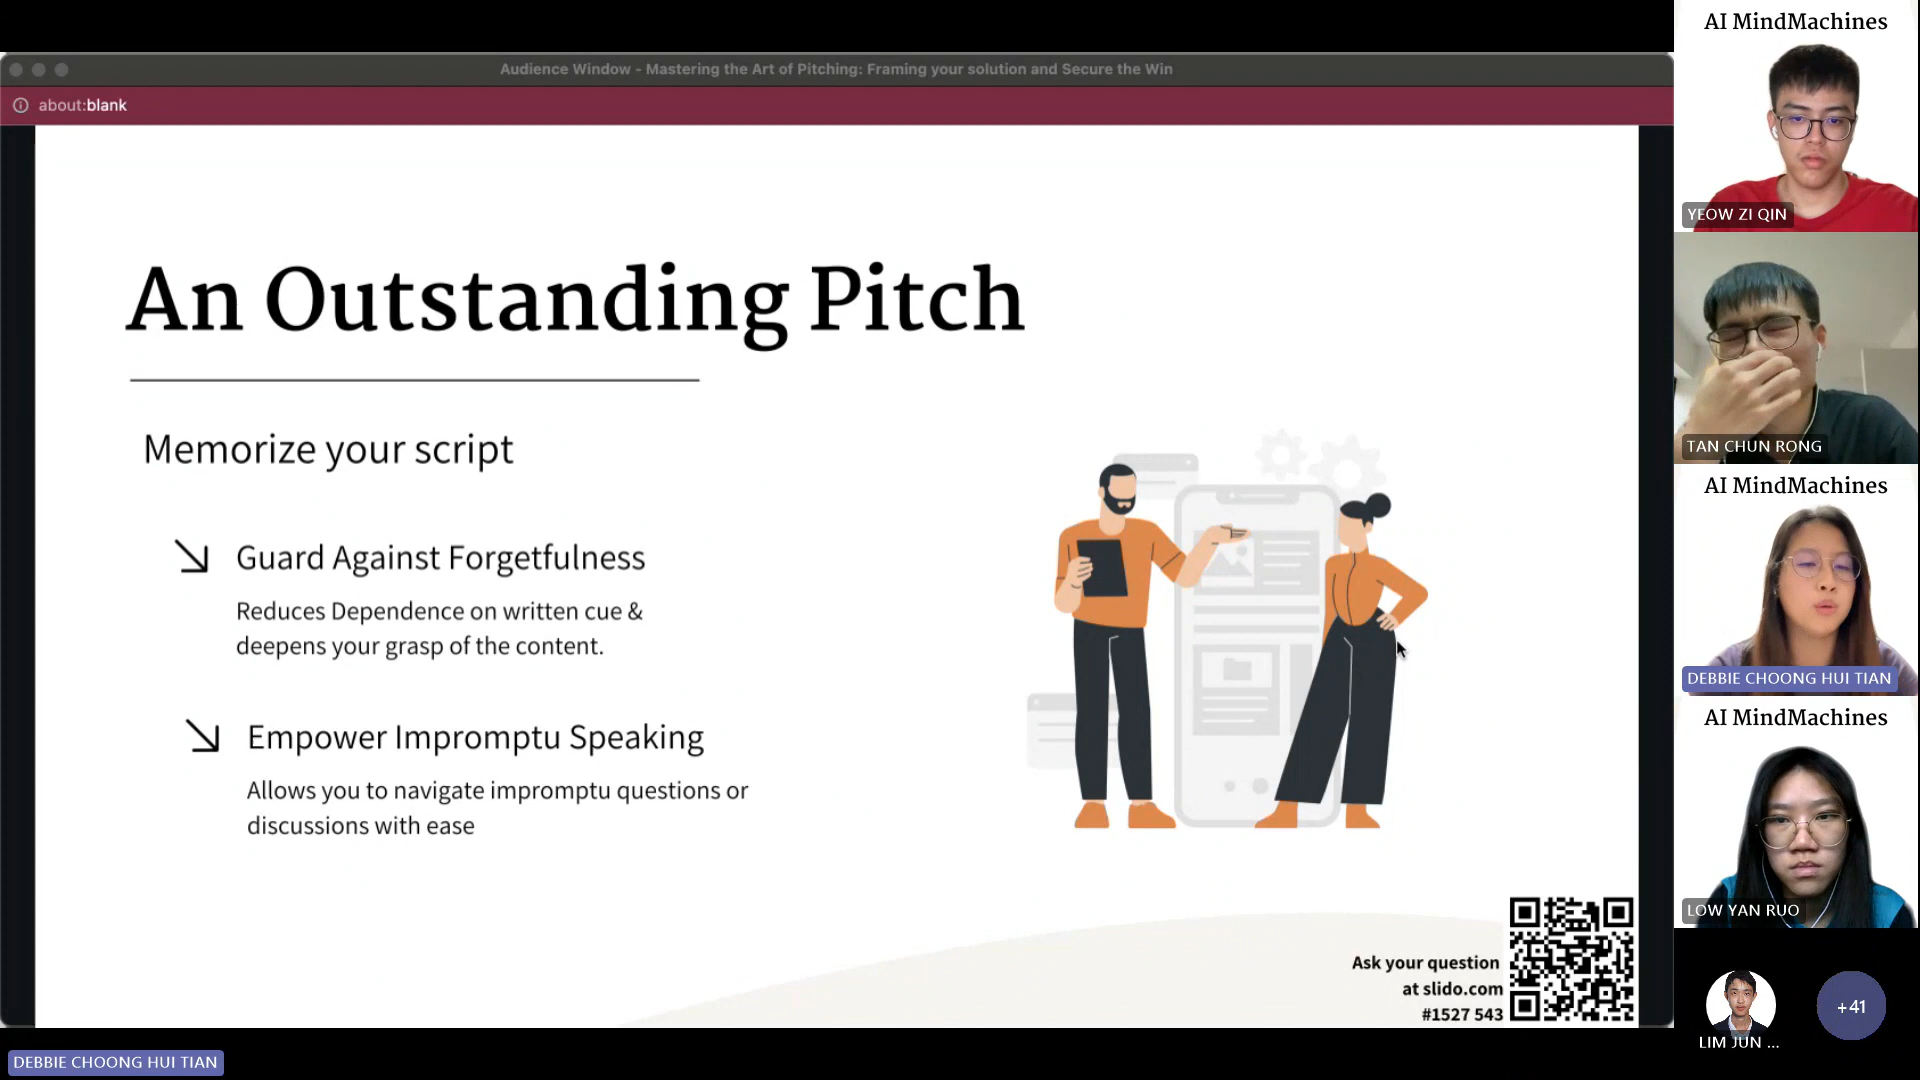 Audience Window - Mastering the Art of Pitching: Framing your solution and Secure the Win
about:blank
An Outstanding Pitch
Memorize your script
Guard Against Forgetfulness
Reduces Dependence on written cue &
deepens your grasp of the content.
Empower Impromptu Speaking
Allows you to navigate impromptu questions or
discussions with ease
Ask your question
at slido.com
#1527 543
AI MindMachines
YEOW ZI QIN
TAN CHUN RONG
AI MindMachines
DEBBIE CHOONG HUI TIAN
AI MindMachines
LOW YAN RUO
LIM JUN ...
+41
DEBBIE CHOONG HUI TIAN